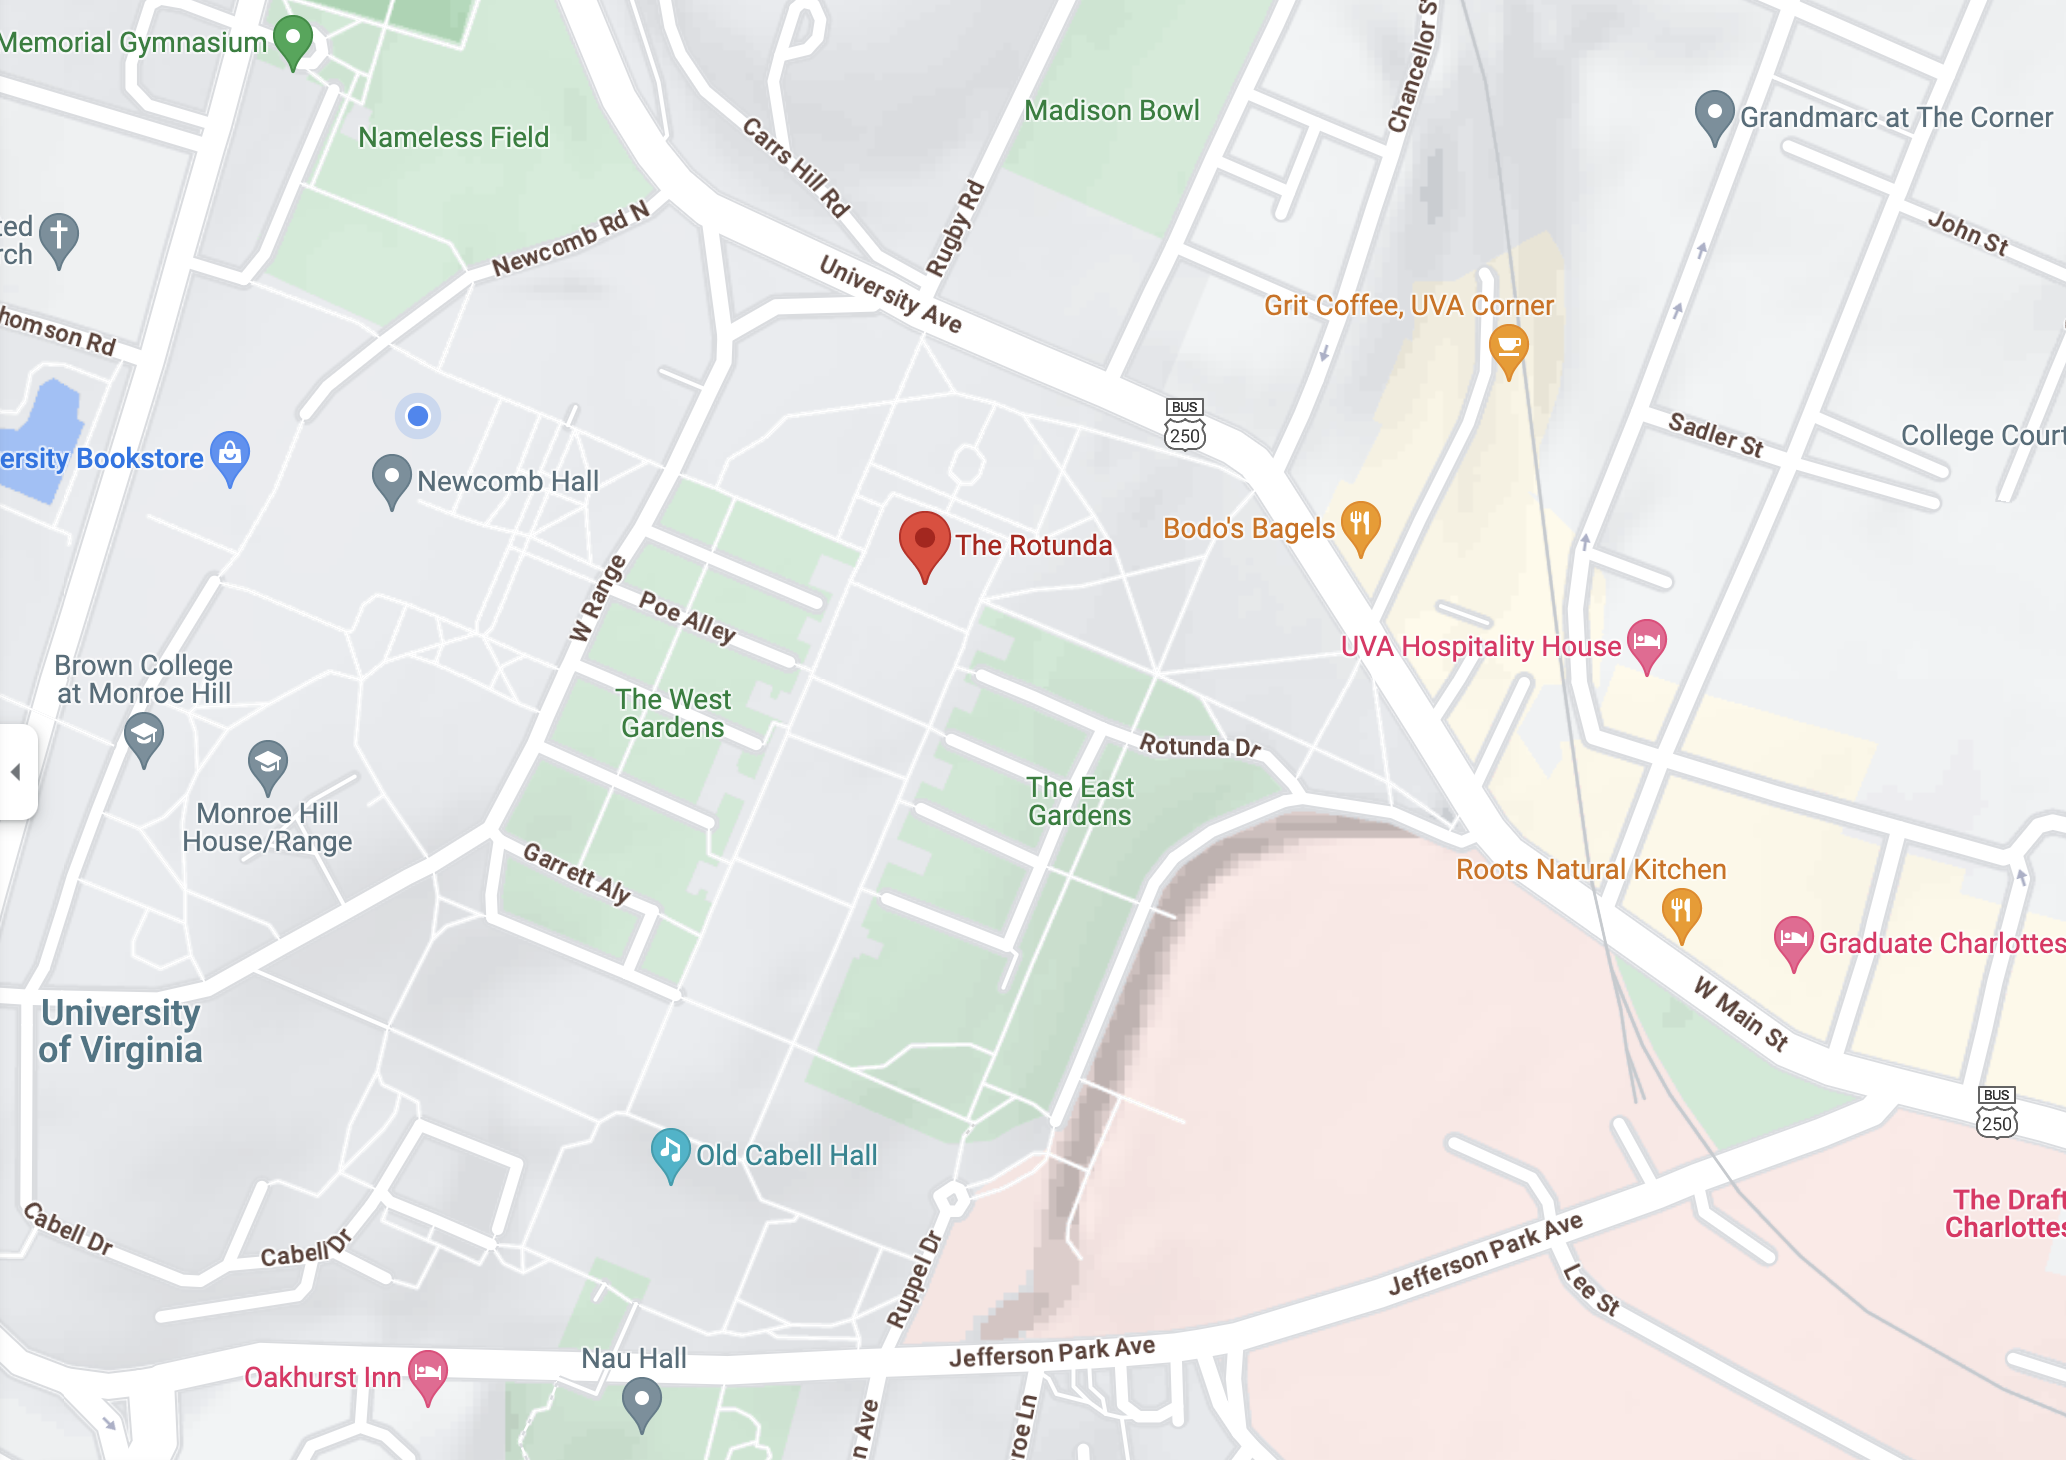 Memorial Gymnasium
Nameless Field
Madison Bowl
Chancellor S
Grandmarc at The Corner
Carrs Hill Rd
Newcomb Rd N
Rugby Rd
University Ave
John St
ted
rch
homson Rd
Grit Coffee, UVA Corner
BUS
250
Sadler St
College Court
ersity Bookstore
Newcomb Hall
The Rotunda
Bodo's Bagels
W Range
Poe Alley
UVA Hospitality House
Brown College
at Monroe Hill
The West
Gardens
Rotunda Dr
The East
Gardens
Monroe Hill
House/Range
Garrett Aly
Roots Natural Kitchen
Graduate Charlottes
W Main St
University
of Virginia
BUS
250
Old Cabell Hall
Cabell Dr
Cabell Dr
Ruppel Dr
Jefferson Park Ave
Lee St
The Draft
Charlottes
Oakhurst Inn
Nau Hall
Jefferson Park Ave
n Ave
roe Ln